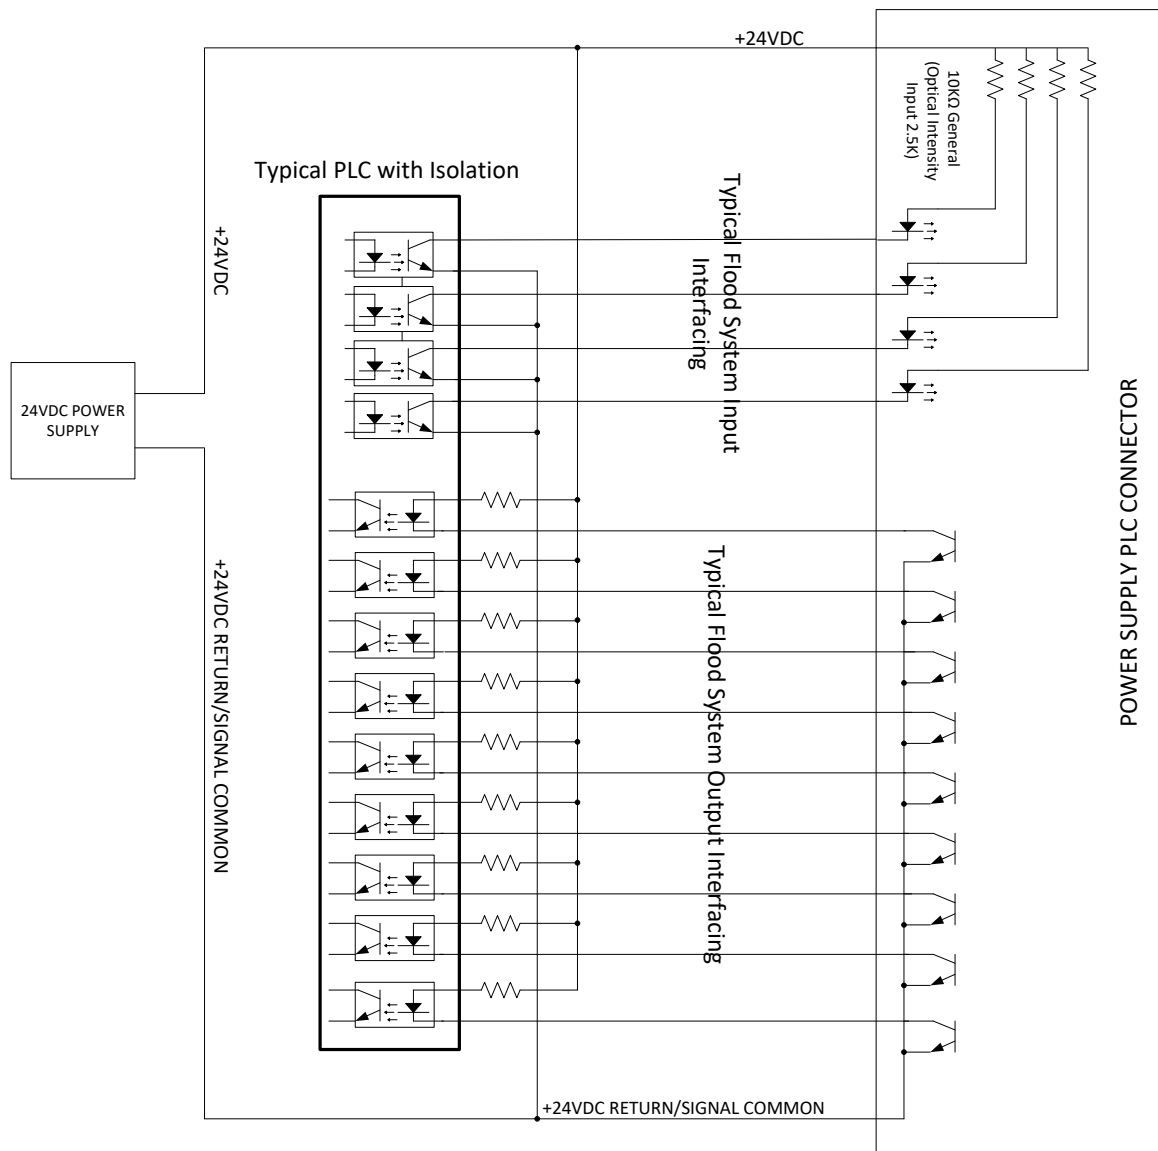 +24VDC
10KΩ General
(Optical Intensity
Input 2.5K)
Typical PLC with Isolation
Typical Flood System Input
Interfacing
+24VDC
24VDC POWER
SUPPLY
POWER SUPPLY PLC CONNECTOR
+24VDC RETURN/SIGNAL COMMON
Typical Flood System Output Interfacing
+24VDC RETURN/SIGNAL COMMON